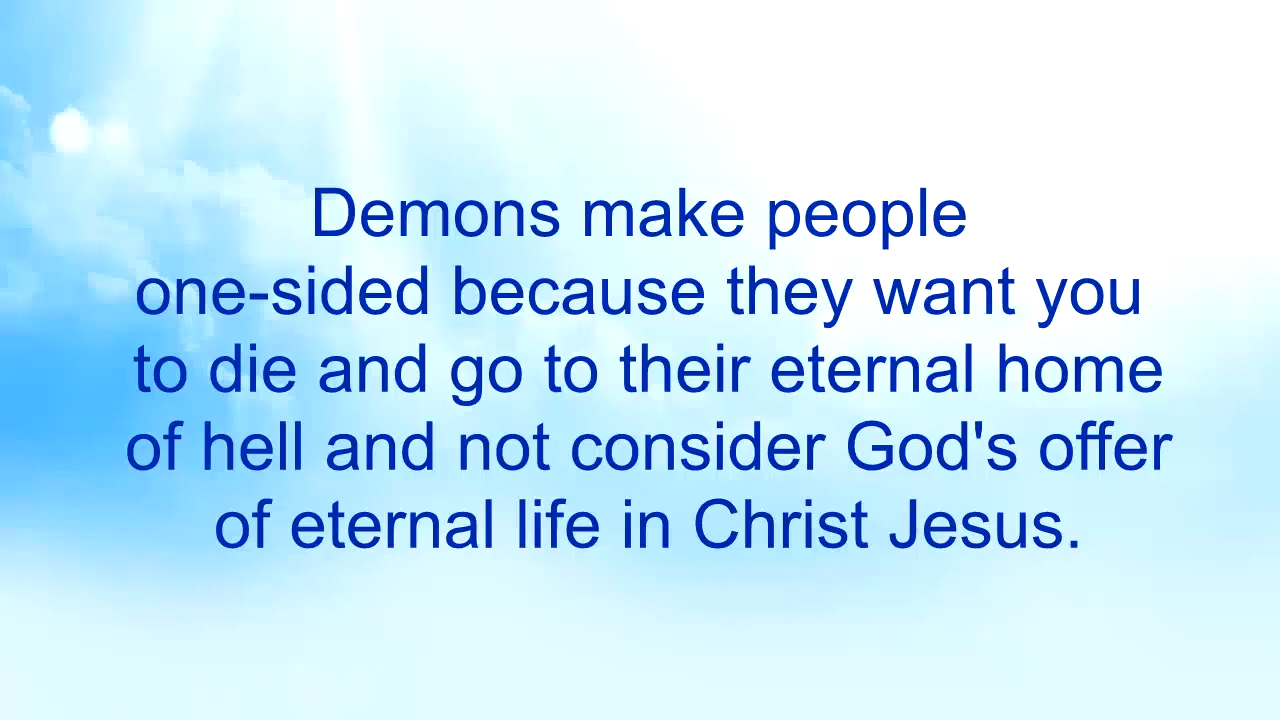 Demons make people
one-sided because they want you
to die and go to their eternal home
of hell and not consider God's offer
of eternal life in Christ Jesus.